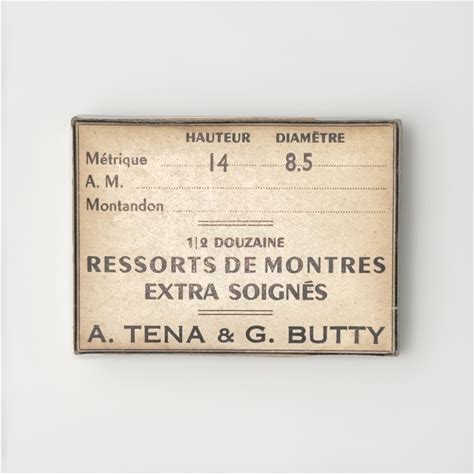 HAUTEUR DIAMÈTRE
Métrique 14 8.5
A. M.
Montandon
1|2 DOUZAINE
RESSORTS DE MONTRES
EXTRA SOIGNÉS
A. TENA & G. BUTTY